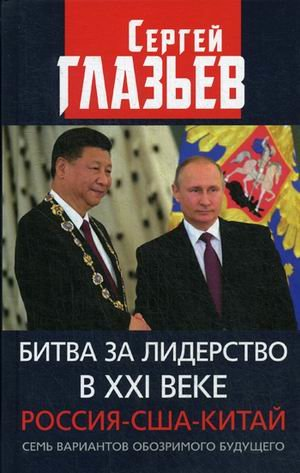 СЕРГЕЙ
ГЛАЗЬЕВ
БИТВА ЗА ЛИДЕРСТВО
В XXI ВЕКЕ
РОССИЯ-США-КИТАЙ
СЕМЬ ВАРИАНТОВ ОБОЗРИМОГО БУДУЩЕГО